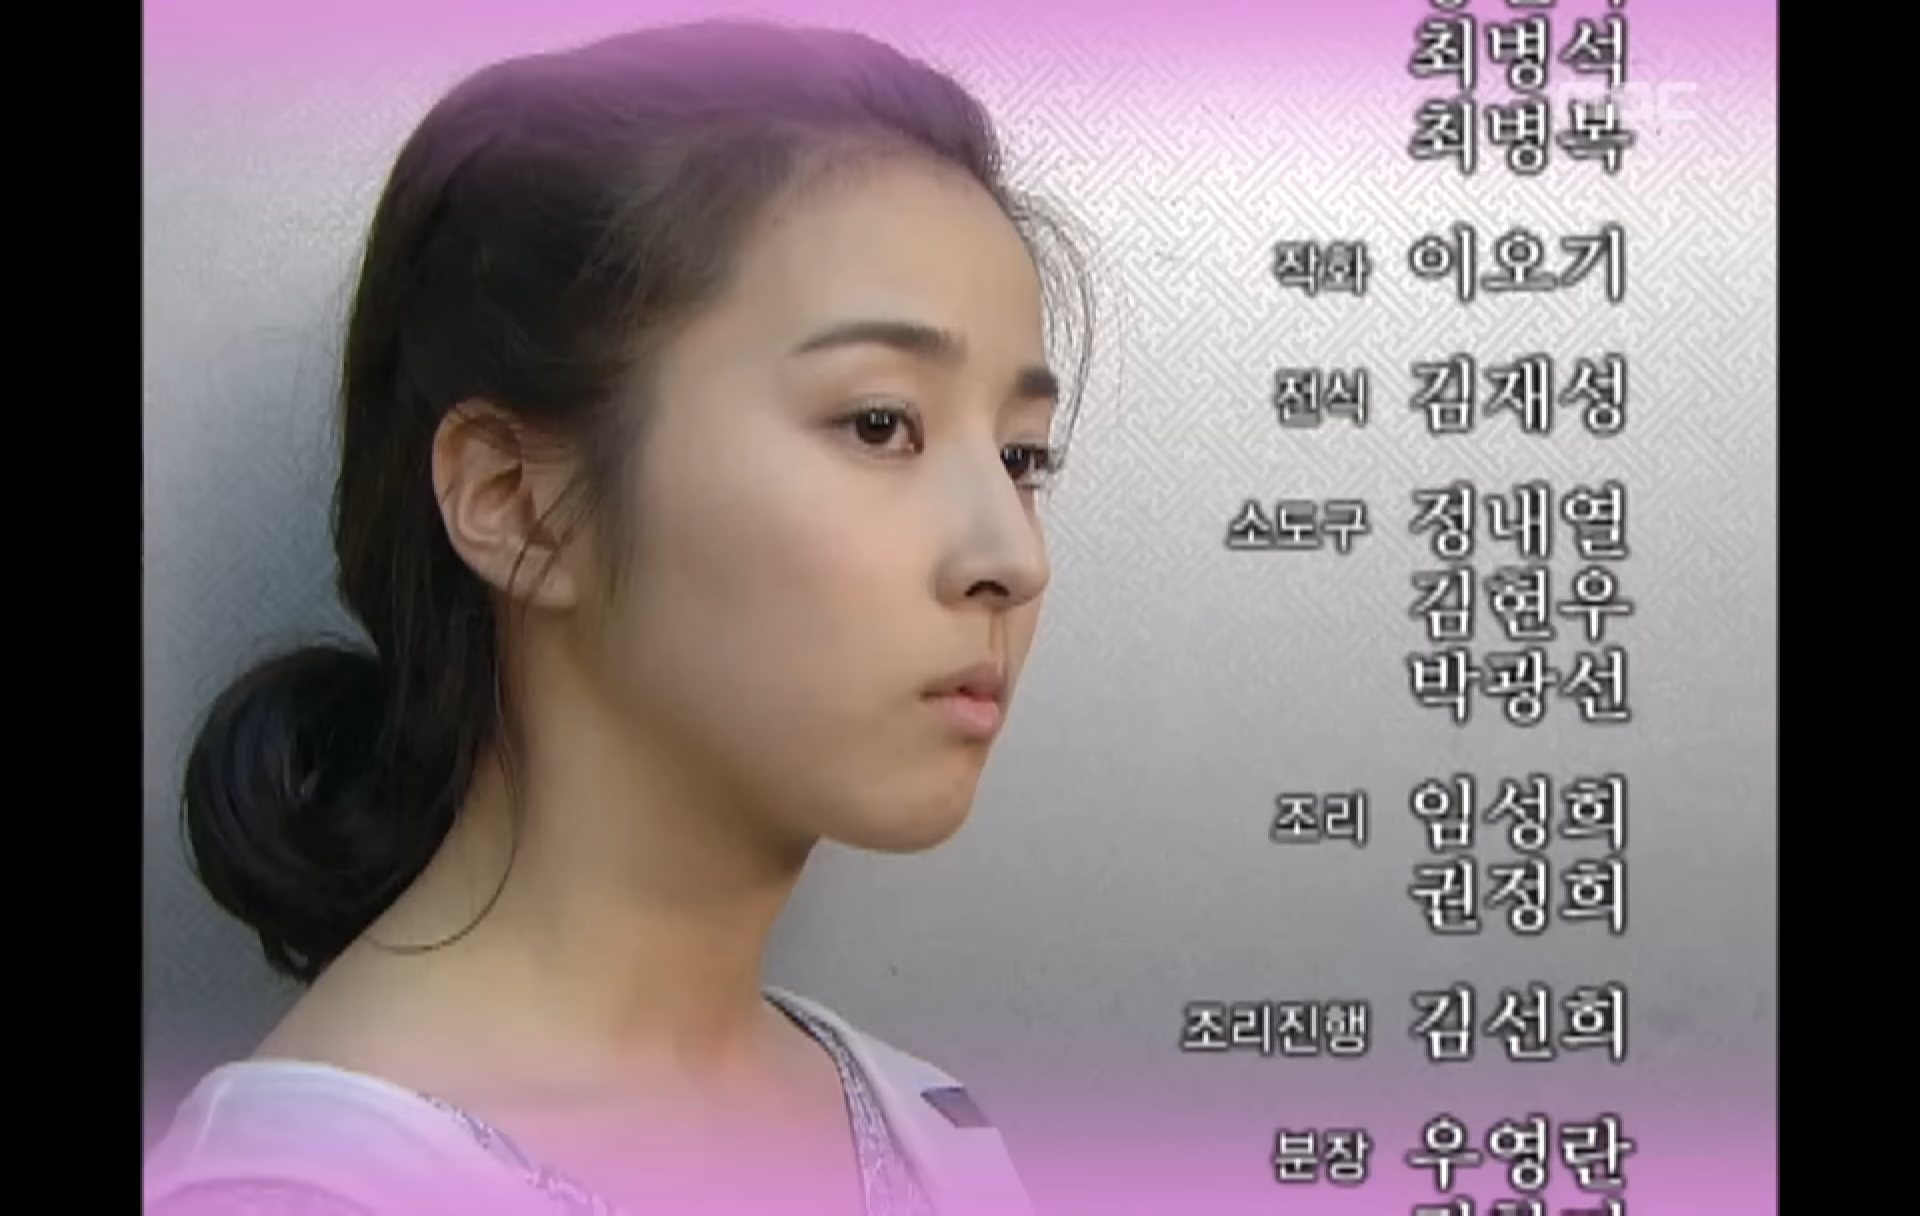 최병석
MBC
최병복
작화 이오기
전식 김재성
소도구 정내열
김현우
박광선
조리 임성희
권정희
조리진행 김선희
분장 우영란